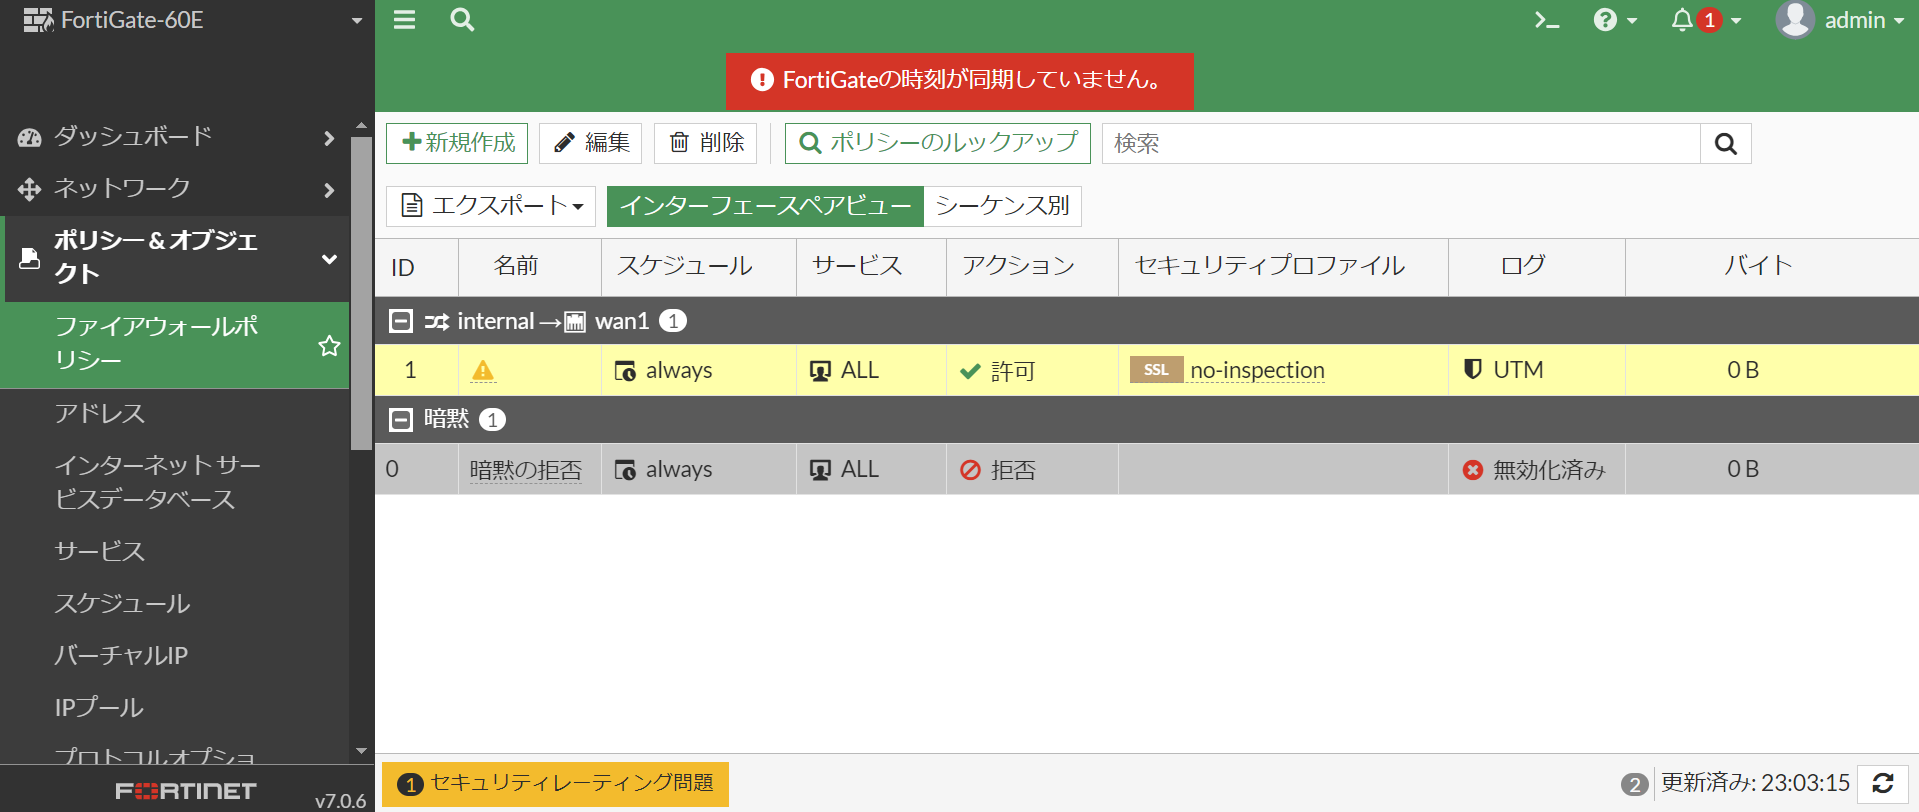 FortiGate-60E
1
admin
FortiGateの時刻が同期していません。
ダッシュボード
ネットワーク
ポリシー & オブジェ
クト
ファイアウォールポ
リシー
アドレス
インターネット サー
ビスデータベース
サービス
スケジュール
バーチャルIP
IPプール
プロトコルオプショ
FORTINET
v7.0.6
新規作成 編集 削除 ポリシーのルックアップ 検索
エクスポート インターフェースペアビュー シーケンス別
ID 名前 スケジュール サービス アクション セキュリティプロファイル ログ バイト
internal→ wan1 1
1 always ALL 許可 SSL no-inspection UTM 0 B
暗黙 1
0 暗黙の拒否 always ALL 拒否 無効化済み 0 B
1 セキュリティレーティング問題
2 更新済み: 23:03:15